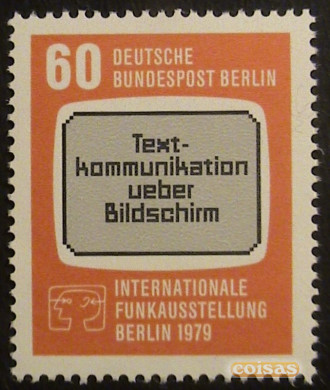 60 DEUTSCHE
BUNDESPOST BERLIN
Text-
kommunikation
ueber
Bildschirm
INTERNATIONALE
FUNKAUSSTELLUNG
BERLIN 1979
coisas